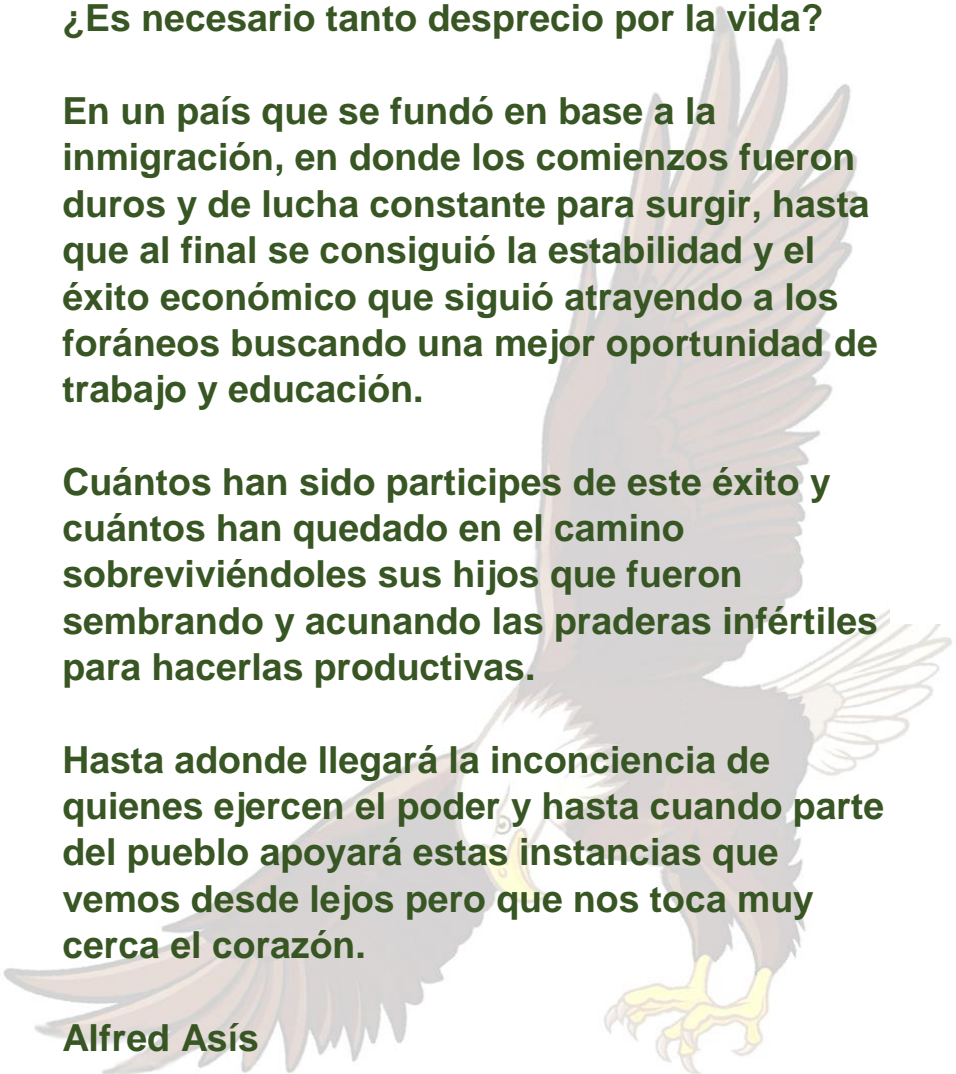 ¿Es necesario tanto desprecio por la vida?
En un país que se fundó en base a la
inmigración, en donde los comienzos fueron
duros y de lucha constante para surgir, hasta
que al final se consiguió la estabilidad y el
éxito económico que siguió atrayendo a los
foráneos buscando una mejor oportunidad de
trabajo y educación.
Cuántos han sido participes de este éxito y
cuántos han quedado en el camino
sobreviviéndoles sus hijos que fueron
sembrando y acunando las praderas infértiles
para hacerlas productivas.
Hasta adonde llegará la inconciencia de
quienes ejercen el poder y hasta cuando parte
del pueblo apoyará estas instancias que
vemos desde lejos pero que nos toca muy
cerca el corazón.
Alfred Asís